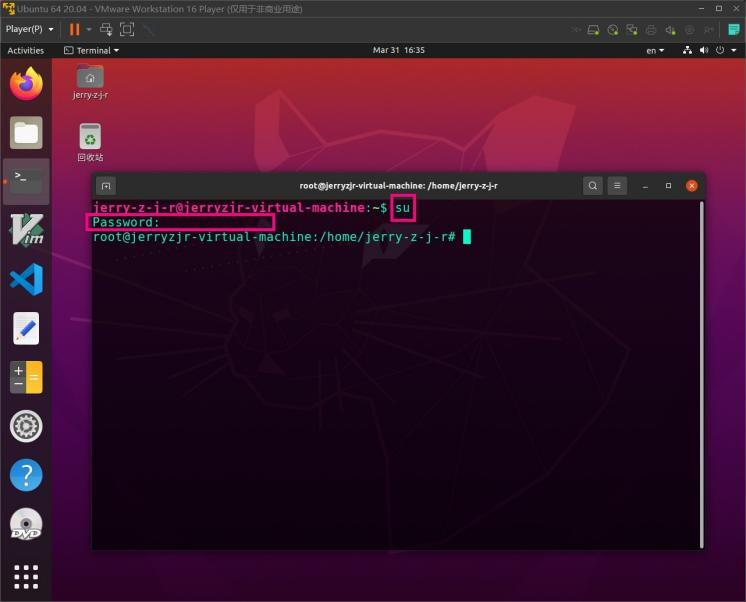 Ubuntu 64 20.04 - VMware Workstation 16 Player (仅用于非商业用途)
Player(P)
Activities
Terminal
Mar 31 16:35
en
jerry-z-j-r
回收站
root@jerryzjr-virtual-machine: /home/jerry-z-j-r
jerry-z-j-r@jerryzjr-virtual-machine:~$ su
Password:
root@jerryzjr-virtual-machine:/home/jerry-z-j-r#
>_
Vim
DVD